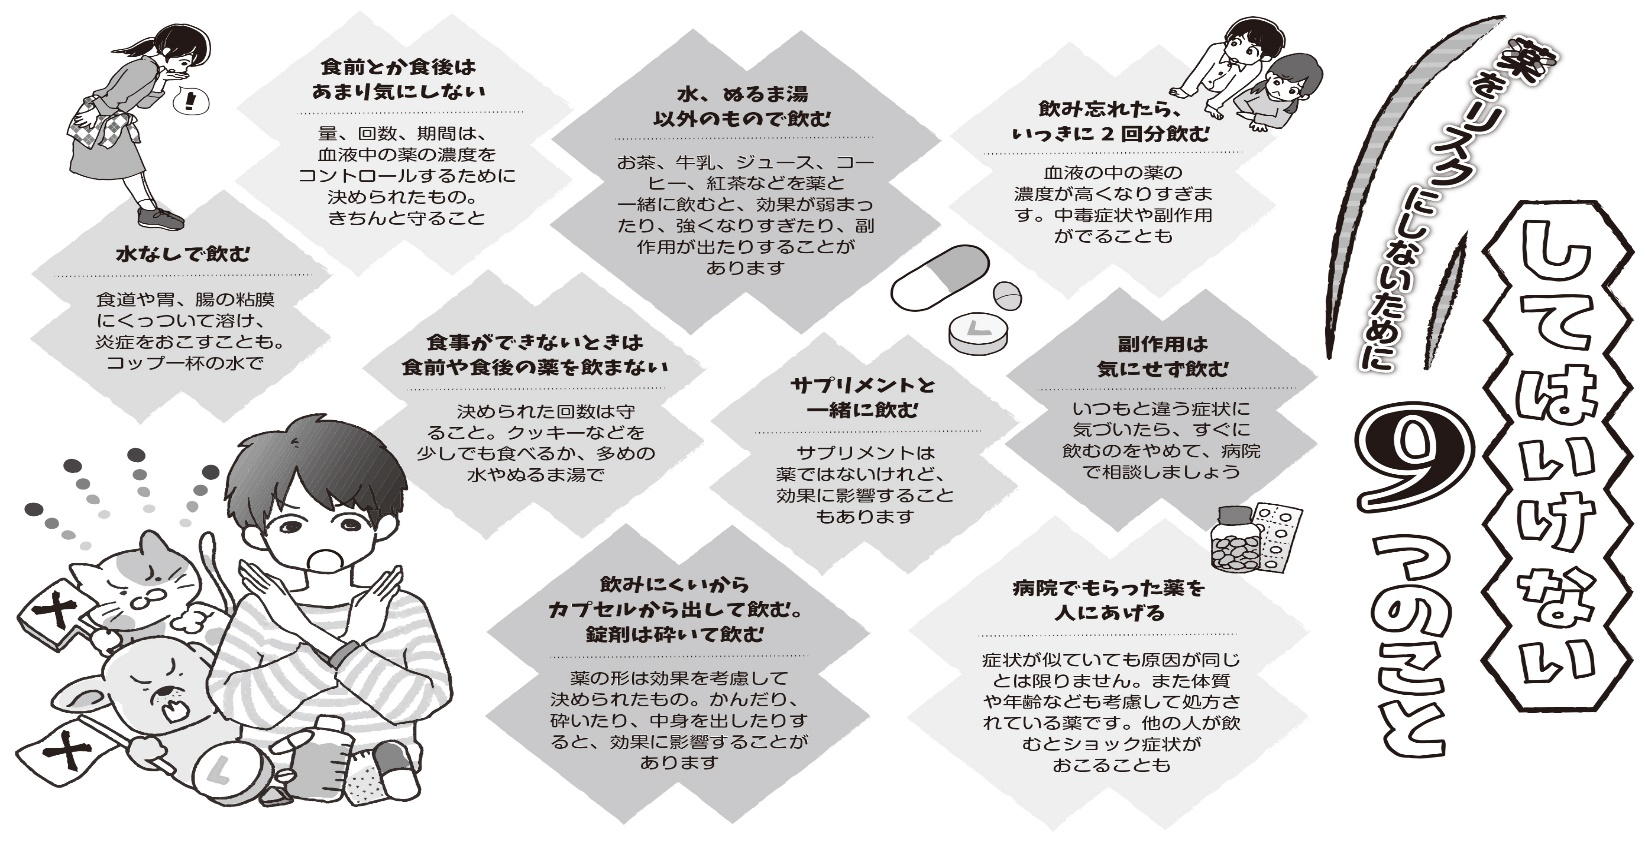 薬をリスクにしないために
してはいけない
9つのこと
飲み忘れたら、
いっきに2回分飲む
血液の中の薬の
濃度が高くなりすぎま
す。中毒症状や副作用
がでることも
水、ぬるま湯
以外のもので飲む
お茶、牛乳、ジュース、コー
ヒー、紅茶などを薬と
一緒に飲むと、効果が弱まっ
たり、強くなりすぎたり、副
作用が出たりすることが
あります
食前とか食後は
あまり気にしない
量、回数、期間は、
血液中の薬の濃度を
コントロールするために
決められたもの。
きちんと守ること
!
水なしで飲む
食道や胃、腸の粘膜
にくっついて溶け、
炎症をおこすことも。
コップ一杯の水で
副作用は
気にせず飲む
いつもと違う症状に
気づいたら、すぐに
飲むのをやめて、病院
で相談しましょう
サプリメントと
一緒に飲む
サプリメントは
薬ではないけれど、
効果に影響すること
もあります
食事ができないときは
食前や食後の薬を飲まない
決められた回数は守
ること。クッキーなどを
少しでも食べるか、多めの
水やぬるま湯で
病院でもらった薬を
人にあげる
症状が似ていても原因が同じ
とは限りません。また体質
や年齢なども考慮して処方さ
れている薬です。他の人が飲
むとショック症状が
おこることも
飲みにくいから
カプセルから出して飲む。
錠剤は砕いて飲む
薬の形は効果を考慮して
決められたもの。かんだり、
砕いたり、中身を出したりす
ると、効果に影響することが
あります